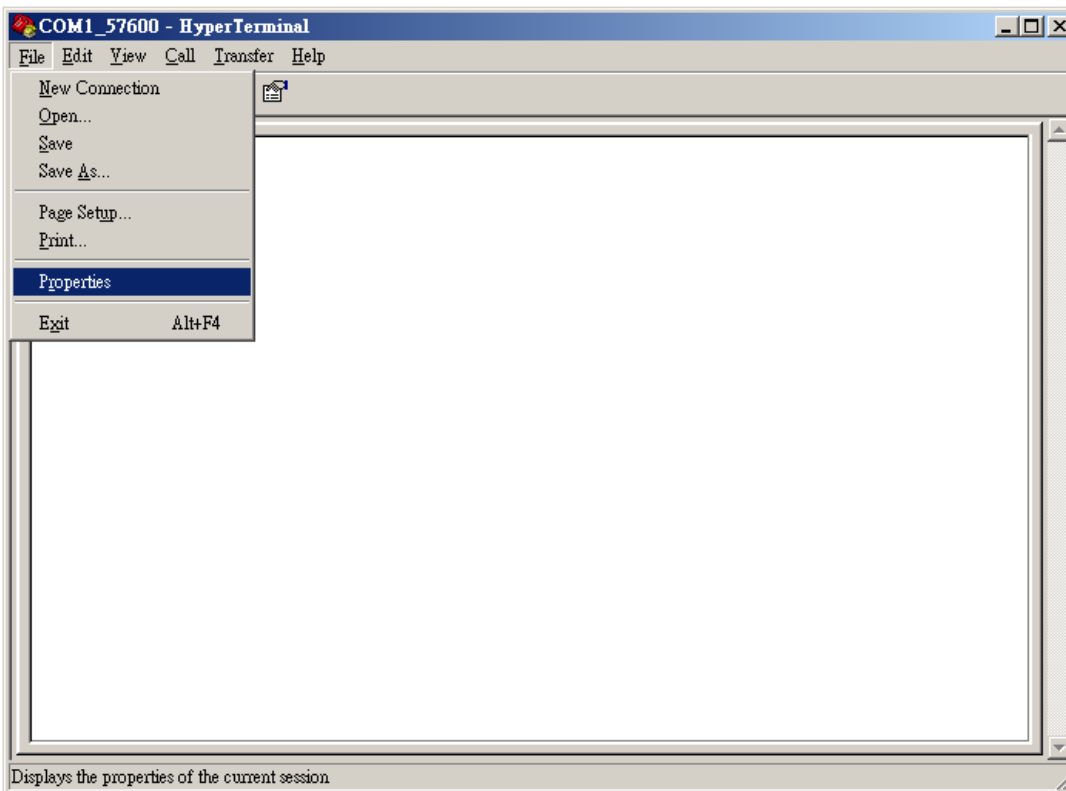 COM1_57600 - HyperTerminal
File Edit View Call Transfer Help
New Connection
Open...
Save
Save As...
Page Setup...
Print...
Properties
Exit Alt+F4
Displays the properties of the current session